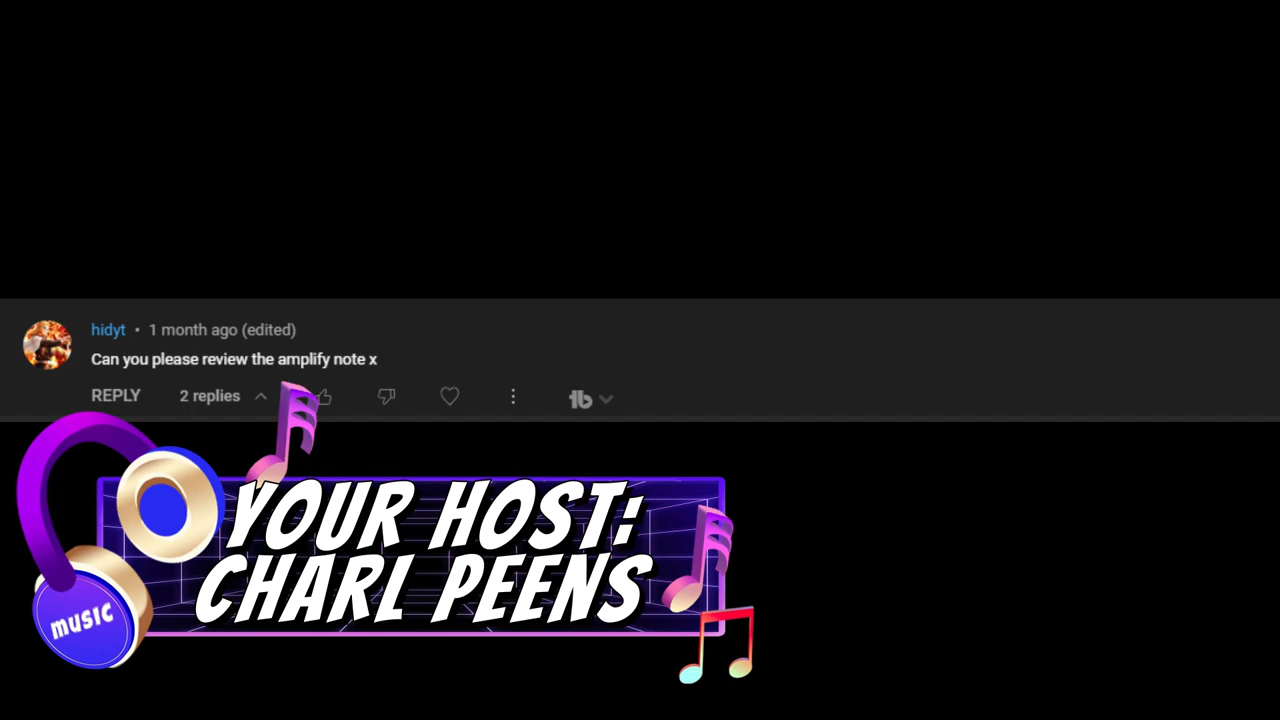 hidyt • 1 month ago (edited)
Can you please review the amplify note x
REPLY 2 replies
YOUR HOST:
CHARL PEENS
MUSIC